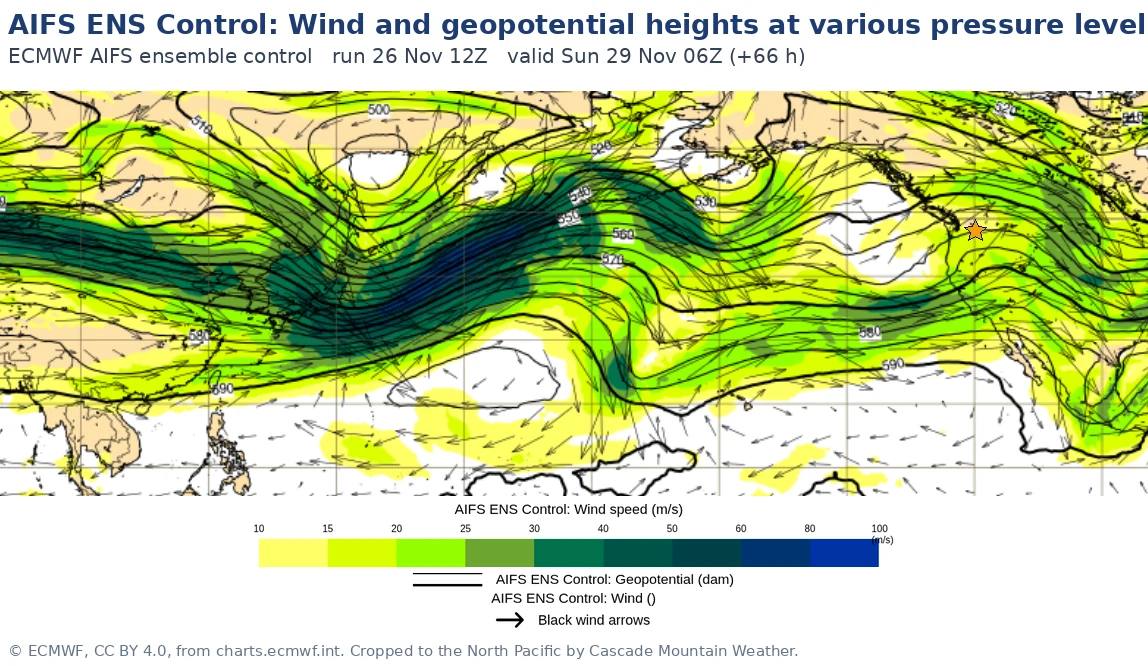 AIFS ENS Control: Wind and geopotential heights at various pressure level
ECMWF AIFS ensemble control run 26 Nov 12Z valid Sun 29 Nov 06Z (+66 h)
500
510
520
520
540
530
550
560
570
580
580
590
590
AIFS ENS Control: Wind speed (m/s)
10 15 20 25 30 40 50 60 80 100
(m/s)
AIFS ENS Control: Geopotential (dam)
AIFS ENS Control: Wind ()
Black wind arrows
© ECMWF, CC BY 4.0, from charts.ecmwf.int. Cropped to the North Pacific by Cascade Mountain Weather.